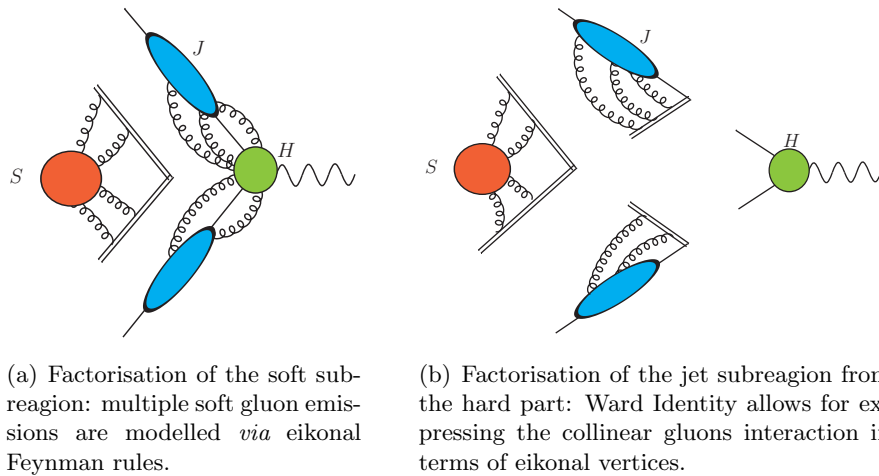 J
H
S
(a) Factorisation of the soft sub-
reagion: multiple soft gluon emis-
sions are modelled via eikonal
Feynman rules.
J
H
S
(b) Factorisation of the jet subreagion from
the hard part: Ward Identity allows for ex
pressing the collinear gluons interaction i
terms of eikonal vertices.